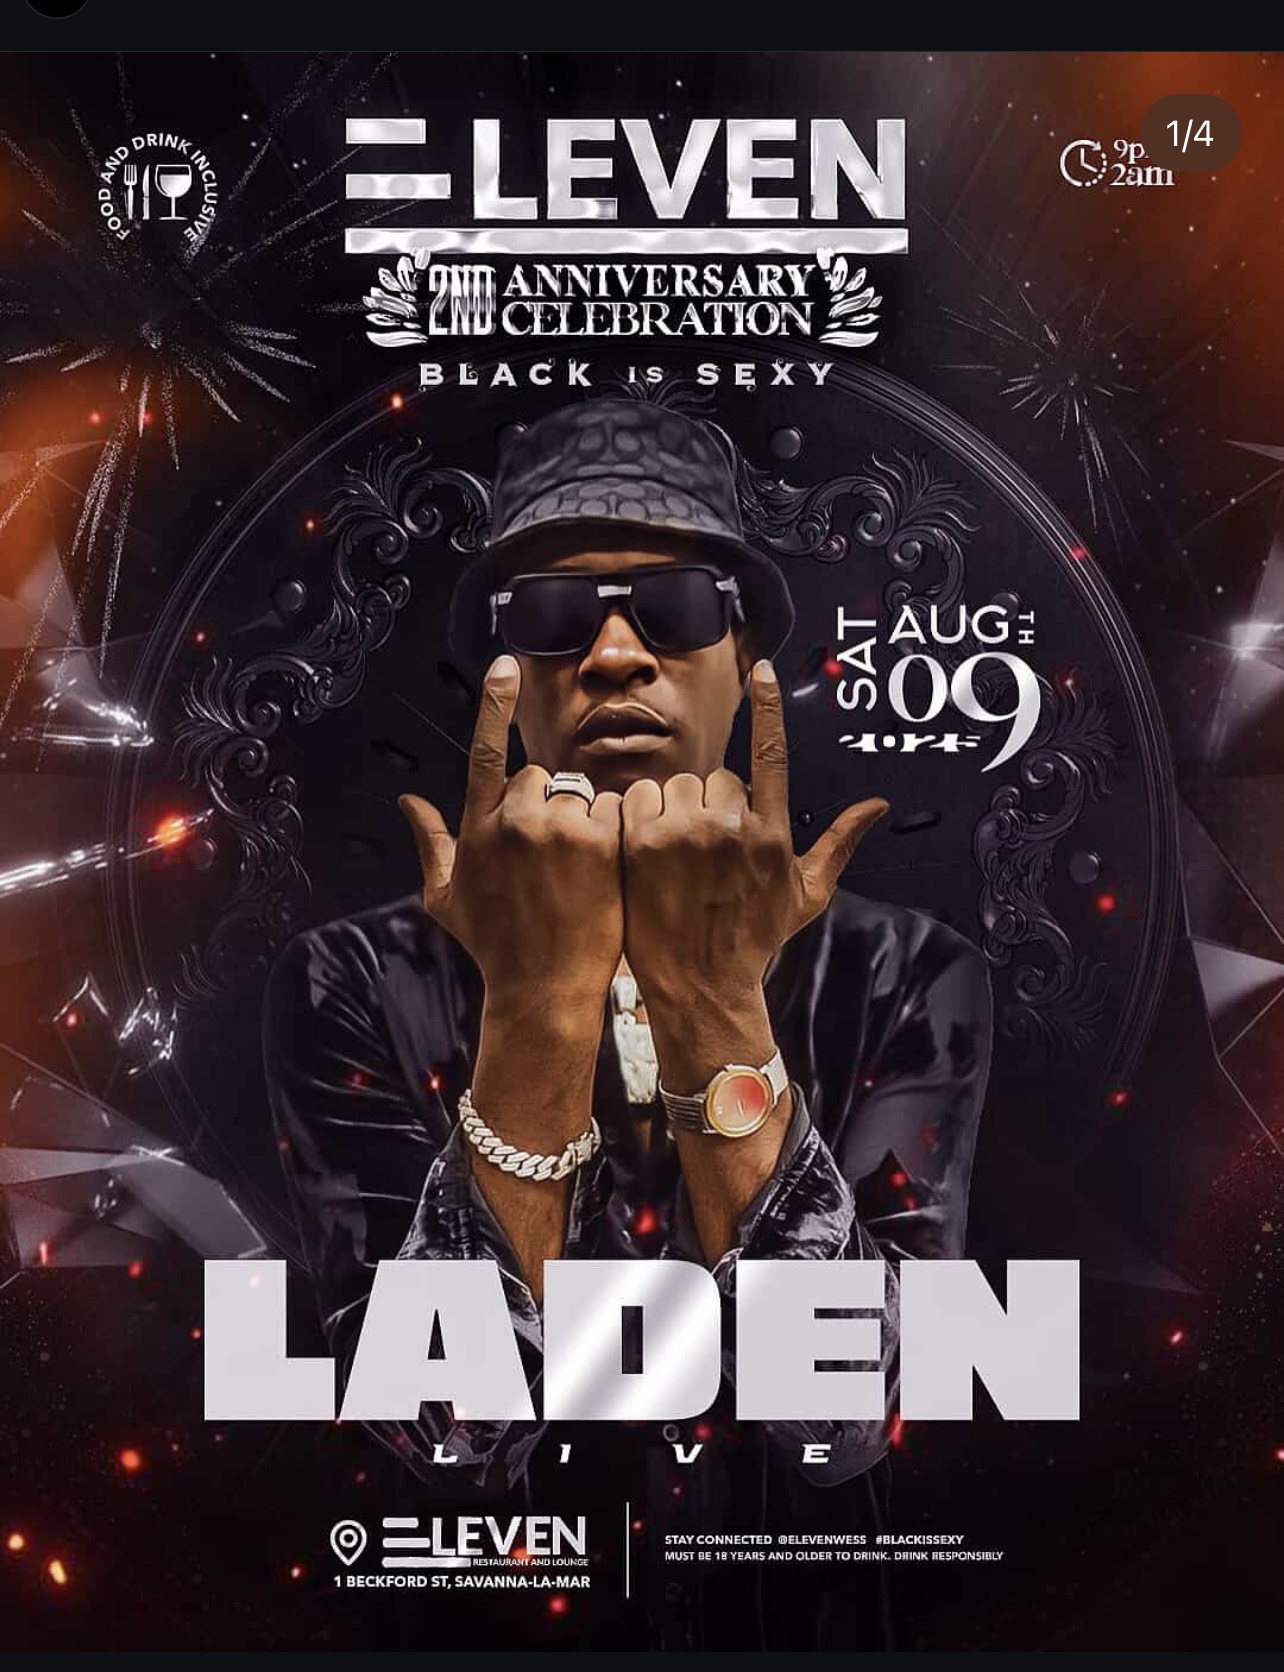 1/4
FOOD AND DRINK INCLUSIVE
ELEVEN
9p
2am
2ND ANNIVERSARY
CELEBRATION
BLACK IS SEXY
SAT AUG 09TH
2025
LADEN
LIVE
ELEVEN
RESTAURANT AND LOUNGE
1 BECKFORD ST, SAVANNA-LA-MAR
STAY CONNECTED @ELEVENWESS #BLACKISSEXY
MUST BE 18 YEARS AND OLDER TO DRINK. DRINK RESPONSIBLY